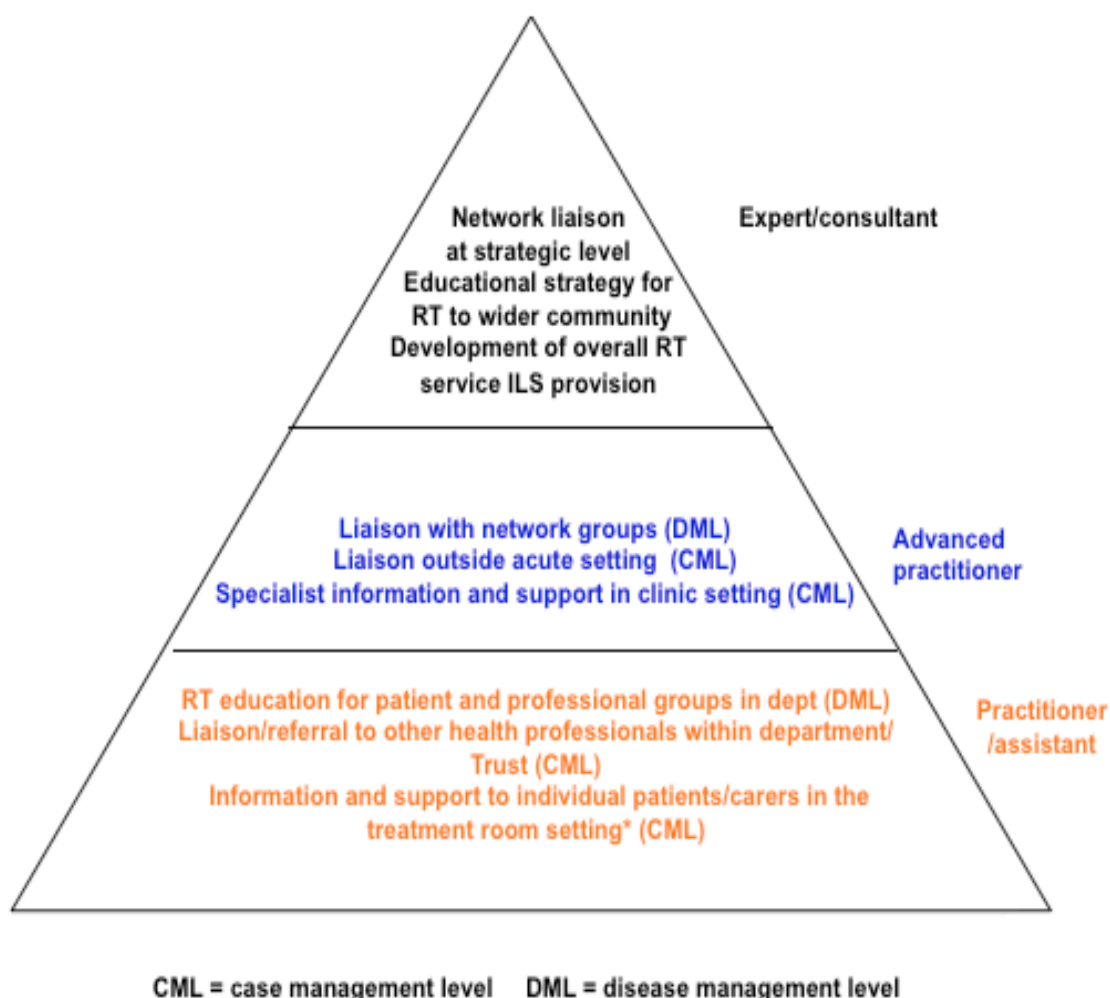 Network liaison
at strategic level
Educational strategy for
RT to wider community
Development of overall RT
service ILS provision
Expert/consultant
Liaison with network groups (DML)
Liaison outside acute setting (CML)
Specialist information and support in clinic setting (CML)
Advanced
practitioner
RT education for patient and professional groups in dept (DML)
Liaison/referral to other health professionals within department/
Trust (CML)
Information and support to individual patients/carers in the
treatment room setting* (CML)
Practitioner
/assistant
CML = case management level DML = disease management level